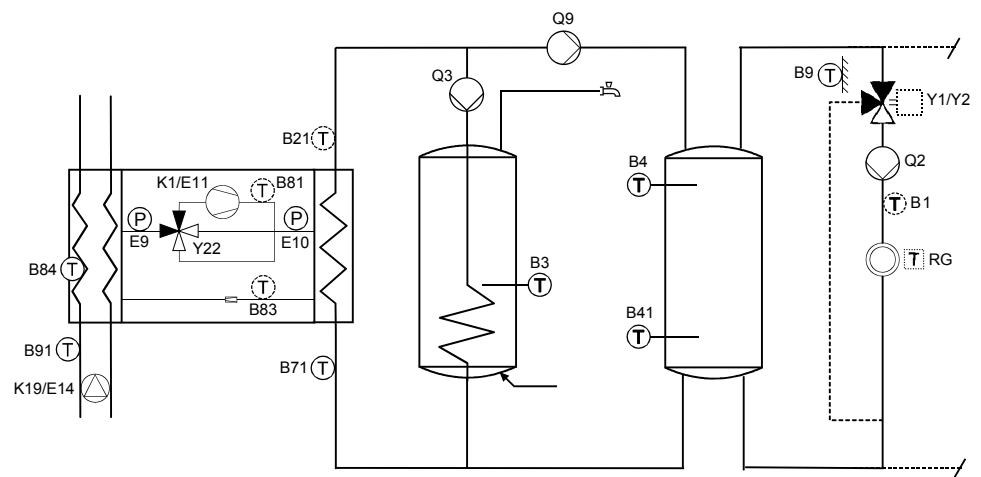 Q9
Q3
B9 T
Y1/Y2
B21 T
B4
T
Q2
K1/E11
T B81
P
P
T B1
E9
Y22
E10
B84 T
B3
T
T RG
T
B83
B41
T
B91 T
B71 T
K19/E14